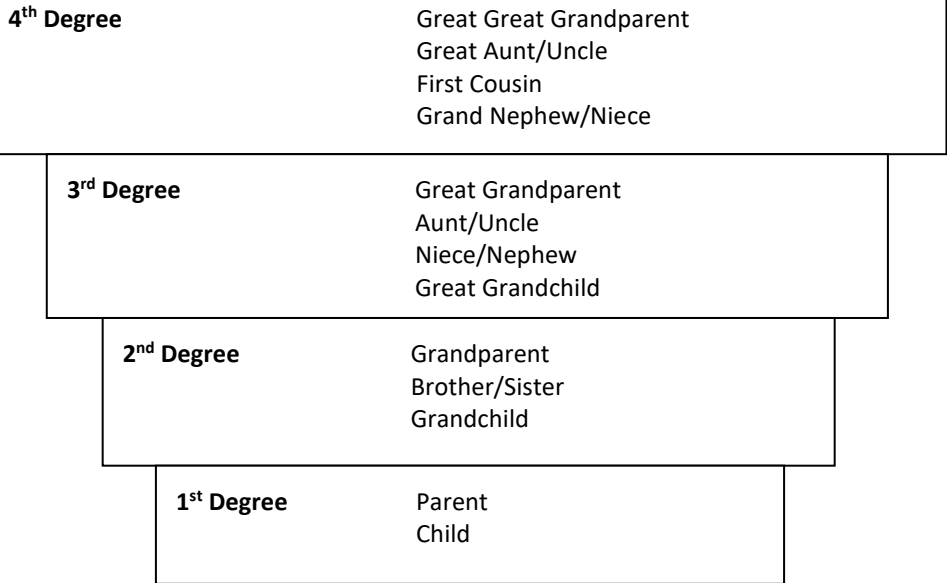 4th Degree Great Great Grandparent
Great Aunt/Uncle
First Cousin
Grand Nephew/Niece
3rd Degree Great Grandparent
Aunt/Uncle
Niece/Nephew
Great Grandchild
2nd Degree Grandparent
Brother/Sister
Grandchild
1st Degree Parent
Child